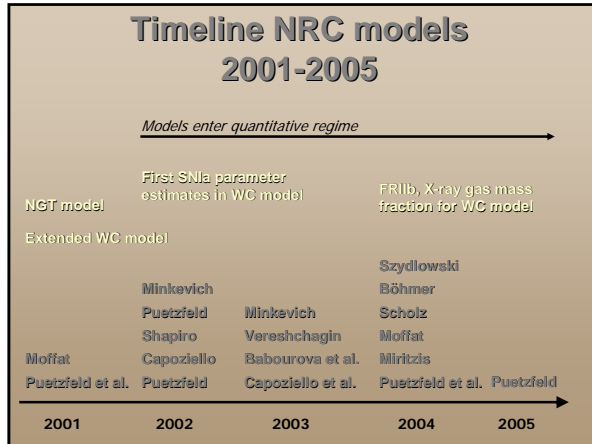 Timeline NRC models
2001-2005
Models enter quantitative regime
First SNIa parameter
estimates in WC model
FRIIb, X-ray gas mass
fraction for WC model
NGT model
Extended WC model
Szydlowski
Minkevich
Böhmer
Puetzfeld
Minkevich
Scholz
Shapiro
Vereshchagin
Moffat
Moffat
Capoziello
Babourova et al.
Miritzis
Puetzfeld et al.
Puetzfeld
Capoziello et al.
Puetzfeld et al.
Puetzfeld
2001
2002
2003
2004
2005